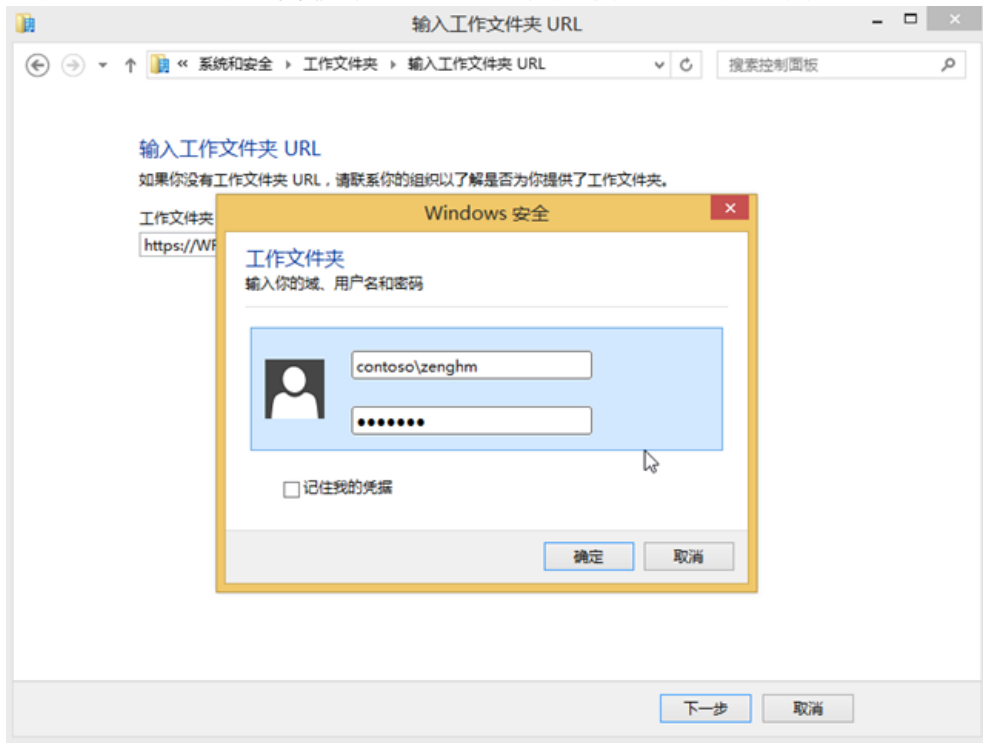 输入工作文件夹 URL
« 系统和安全 › 工作文件夹 › 输入工作文件夹 URL
搜索控制面板
输入工作文件夹 URL
如果你没有工作文件夹 URL，请联系你的组织以了解是否为你提供了工作文件夹。
工作文件夹
https://WF
Windows 安全
工作文件夹
输入你的域、用户名和密码
contoso\zenghm
•••••••
记住我的凭据
确定 取消
下一步 取消